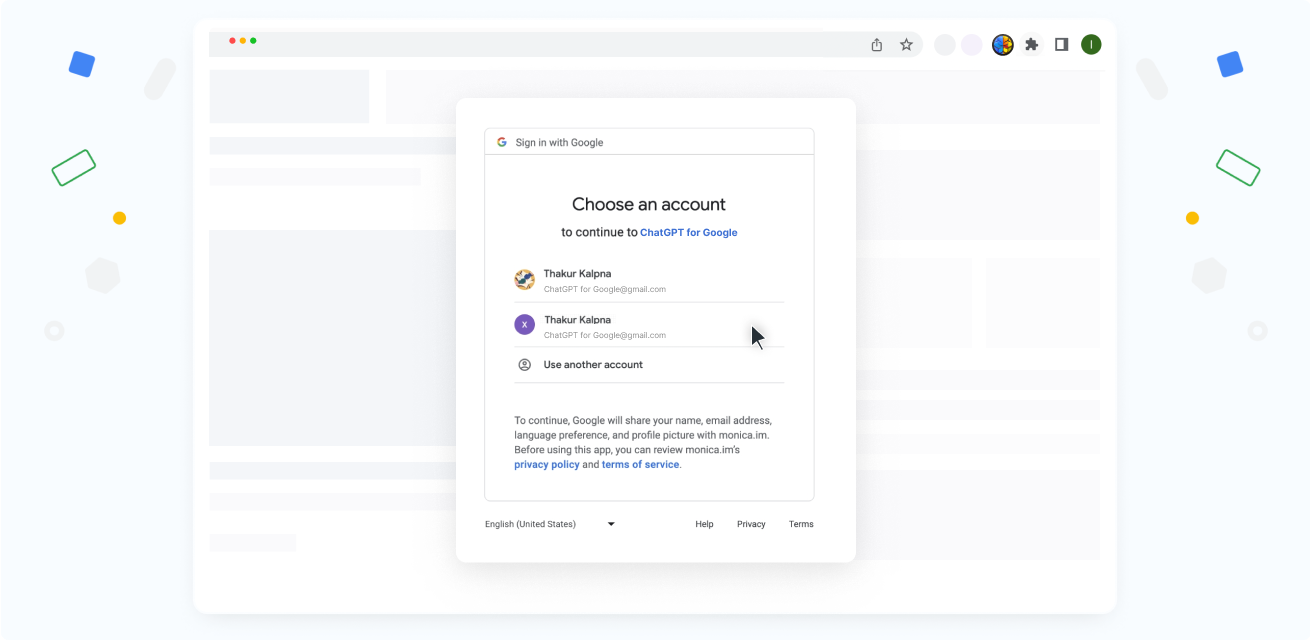 I
Sign in with Google
Choose an account
to continue to ChatGPT for Google
Thakur Kalpna
ChatGPT for Google@gmail.com
X
Thakur Kalpna
ChatGPT for Google@gmail.com
Use another account
To continue, Google will share your name, email address,
language preference, and profile picture with monica.im.
Before using this app, you can review monica.im's
privacy policy and terms of service.
English (United States)
Help Privacy Terms